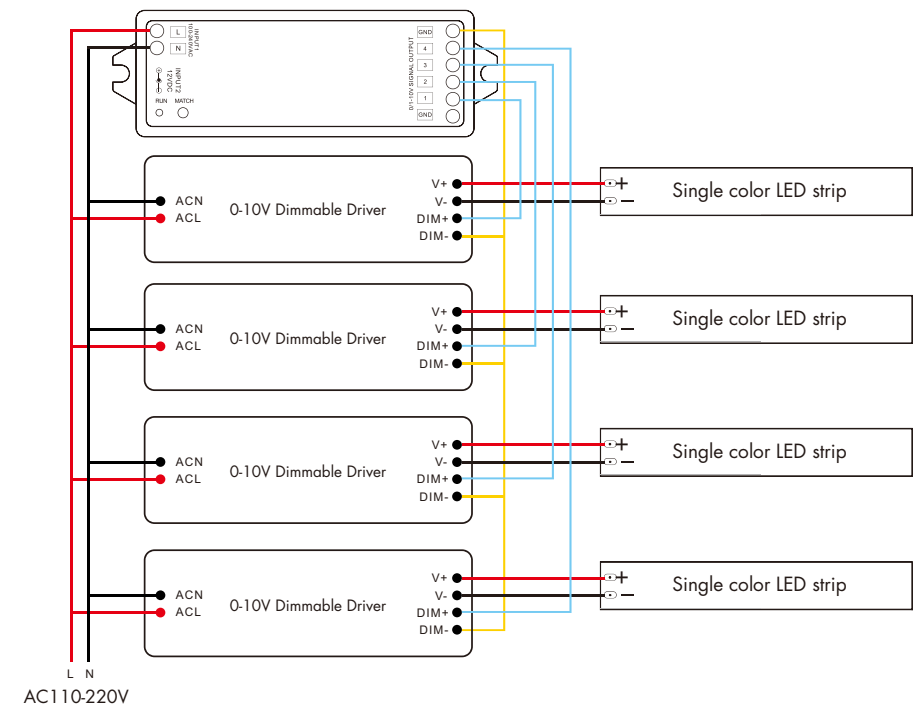 L
N
INPUT1
100-240VAC
INPUT2
12VDC
RUN MATCH
0/1-10V SIGNAL OUTPUT
GND
4
3
2
1
GND
ACN
ACL
0-10V Dimmable Driver
V+
V-
DIM+
DIM-
+
−
Single color LED strip
ACN
ACL
0-10V Dimmable Driver
V+
V-
DIM+
DIM-
+
−
Single color LED strip
ACN
ACL
0-10V Dimmable Driver
V+
V-
DIM+
DIM-
+
−
Single color LED strip
ACN
ACL
0-10V Dimmable Driver
V+
V-
DIM+
DIM-
+
−
Single color LED strip
L N
AC110-220V